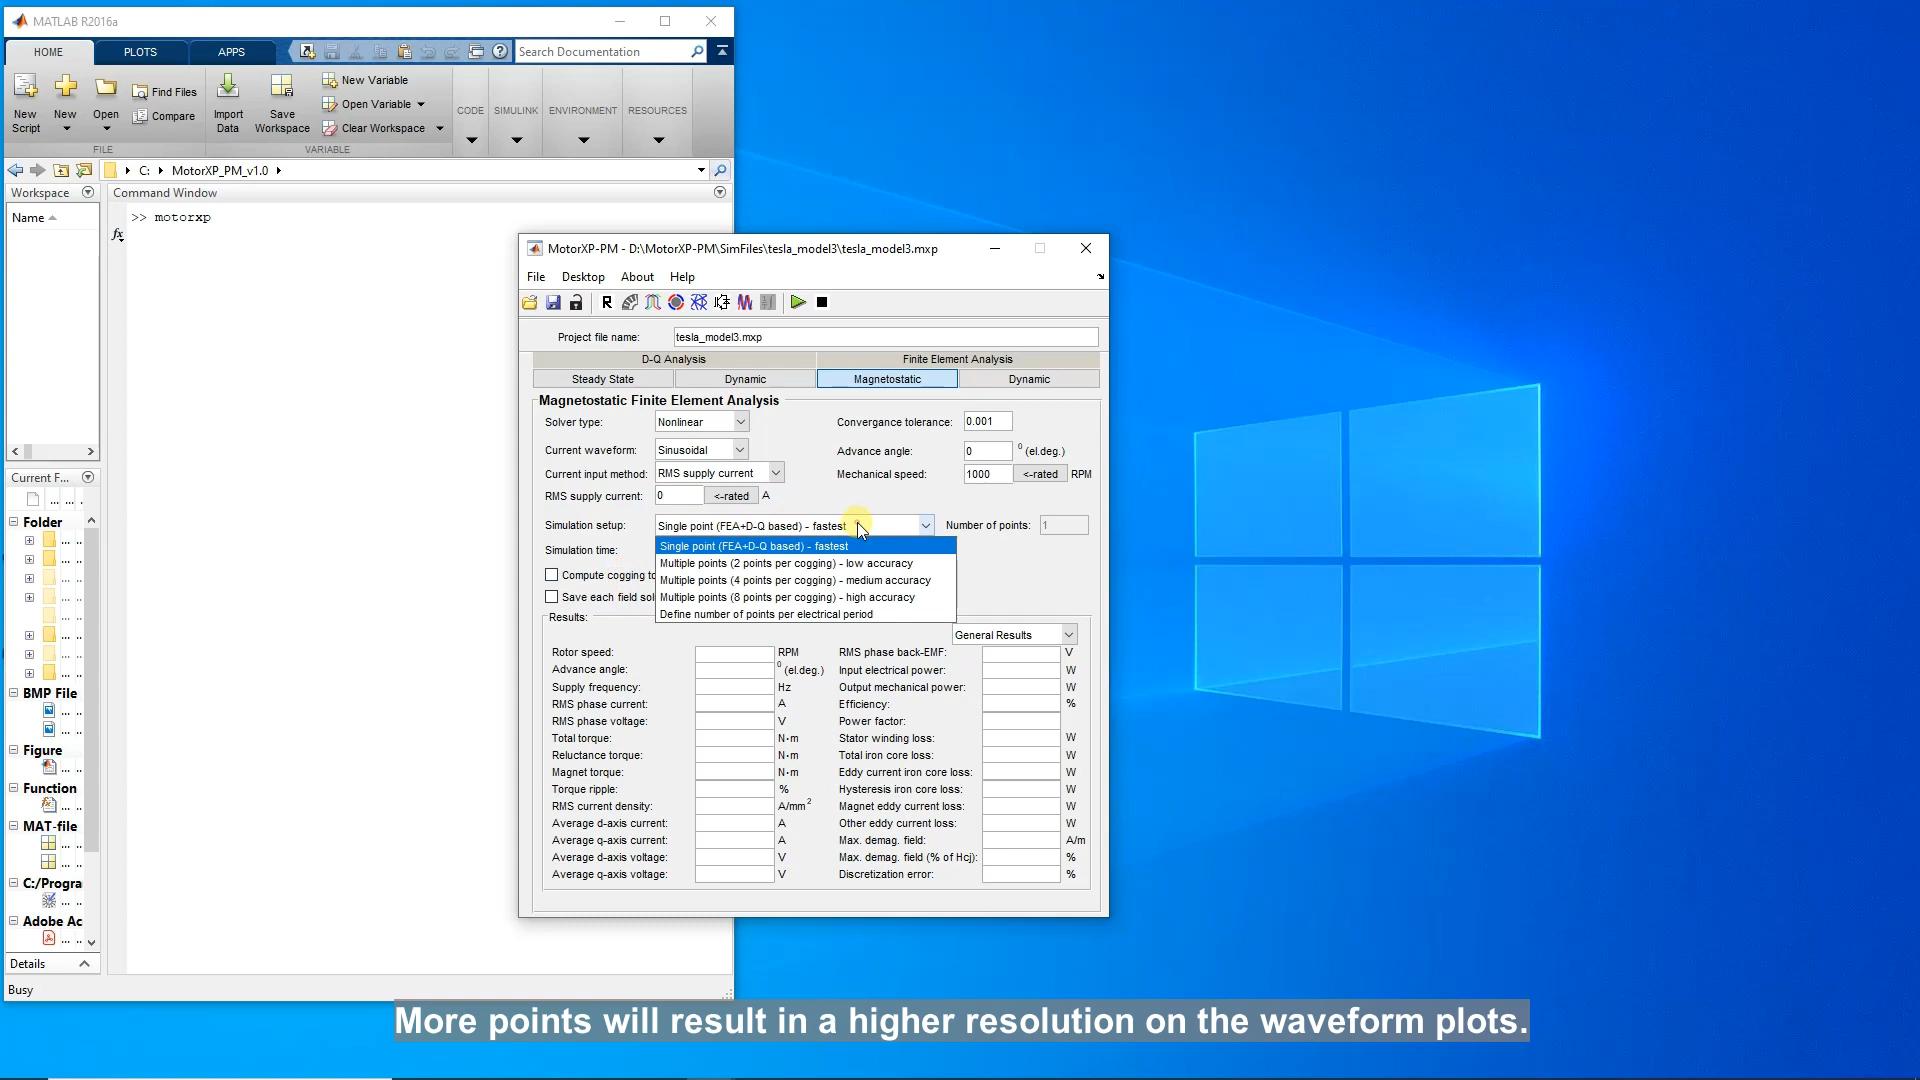 MATLAB R2016a
HOME
PLOTS
APPS
Search Documentation
New Script
New
Open
Find Files
Compare
Import Data
Save Workspace
New Variable
Open Variable
Clear Workspace
CODE
SIMULINK
ENVIRONMENT
RESOURCES
FILE
VARIABLE
C:
MotorXP_PM_v1.0
Workspace
Name
Command Window
>> motorxp
fx
Current F...
Folder
BMP File
Figure
Function
MAT-file
C:/Progra
Adobe Ac
Details
Busy
MotorXP-PM - D:\MotorXP-PM\SimFiles\tesla_model3\tesla_model3.mxp
File Desktop About Help
R
Project file name: tesla_model3.mxp
D-Q Analysis Finite Element Analysis
Steady State Dynamic Magnetostatic Dynamic
Magnetostatic Finite Element Analysis
Solver type: Nonlinear Convergance tolerance: 0.001
Current waveform: Sinusoidal Advance angle: 0 0 (el.deg.)
Current input method: RMS supply current Mechanical speed: 1000 <-rated RPM
RMS supply current: 0 <-rated A
Simulation setup: Single point (FEA+D-Q based) - fastest Number of points: 1
Single point (FEA+D-Q based) - fastest
Simulation time:
Multiple points (2 points per cogging) - low accuracy
Compute cogging to
Multiple points (4 points per cogging) - medium accuracy
Save each field sol
Multiple points (8 points per cogging) - high accuracy
Define number of points per electrical period
Results:
General Results
Rotor speed: RPM RMS phase back-EMF: V
Advance angle: 0 (el.deg.) Input electrical power: W
Supply frequency: Hz Output mechanical power: W
RMS phase current: A Efficiency: %
RMS phase voltage: V Power factor:
Total torque: N·m Stator winding loss: W
Reluctance torque: N·m Total iron core loss: W
Magnet torque: N·m Eddy current iron core loss: W
Torque ripple: % Hysteresis iron core loss: W
RMS current density: A/mm2 Magnet eddy current loss: W
Average d-axis current: A Other eddy current loss: W
Average q-axis current: A Max. demag. field: A/m
Average d-axis voltage: V Max. demag. field (% of Hcj): %
Average q-axis voltage: V Discretization error: %
More points will result in a higher resolution on the waveform plots.